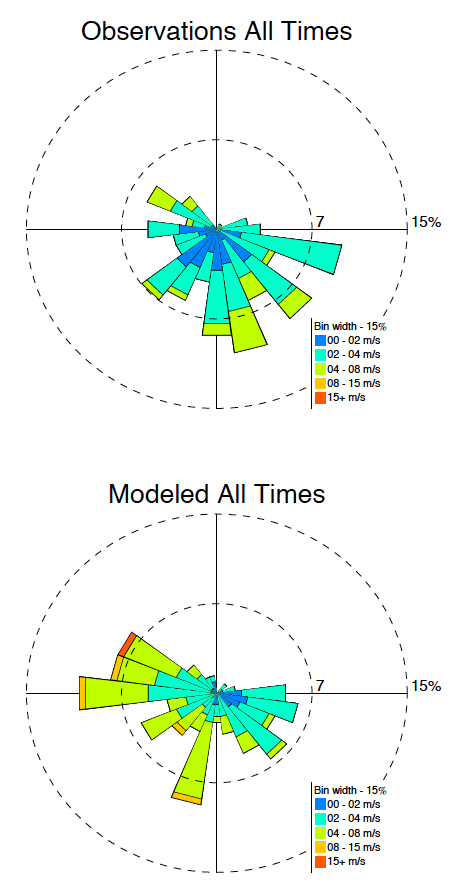 Observations All Times
7
15%
Bin width - 15%
00 - 02 m/s
02 - 04 m/s
04 - 08 m/s
08 - 15 m/s
15+ m/s
Modeled All Times
7
15%
Bin width - 15%
00 - 02 m/s
02 - 04 m/s
04 - 08 m/s
08 - 15 m/s
15+ m/s